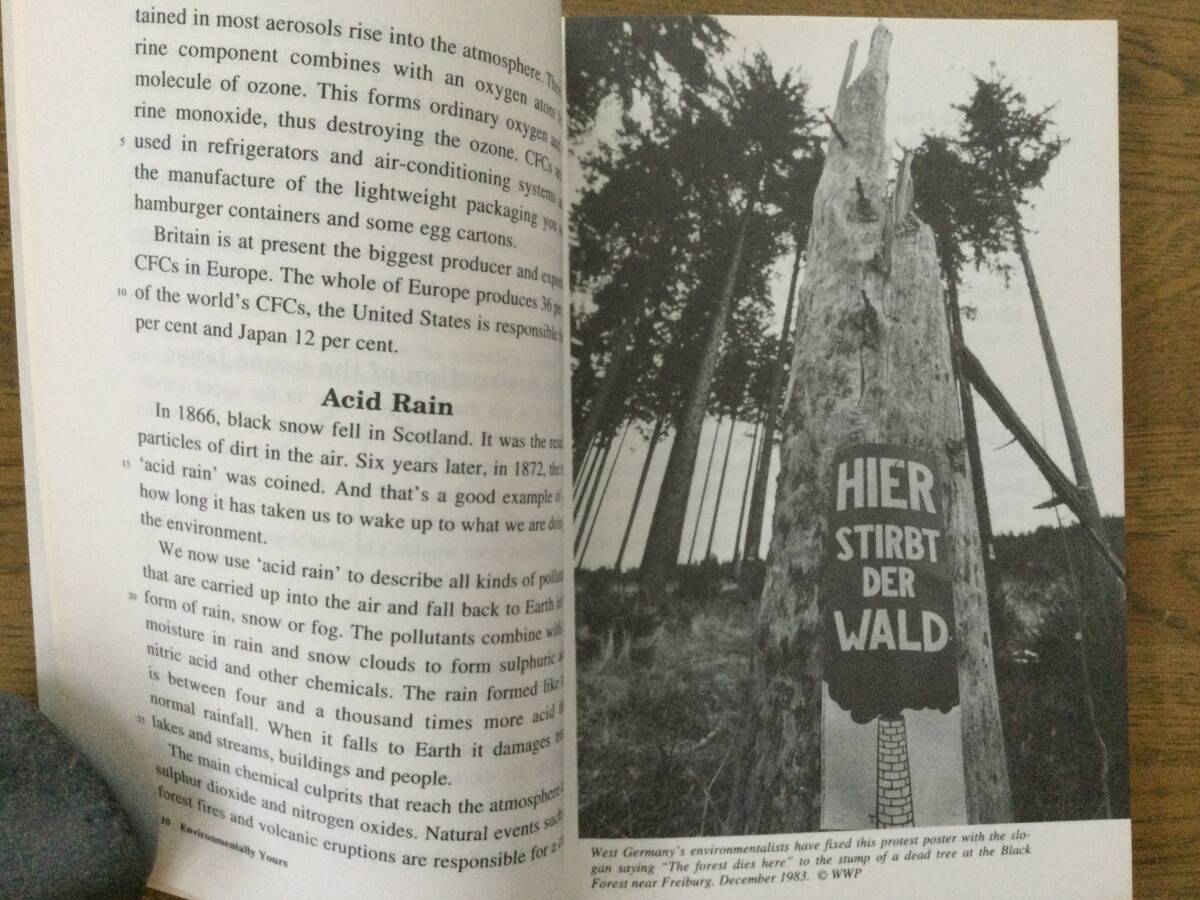 tained in most aerosols rise into the atmosphere. The
rine component combines with an oxygen atom
molecule of ozone. This forms ordinary oxygen and
rine monoxide, thus destroying the ozone. CFCs
5 used in refrigerators and air-conditioning systems
the manufacture of the lightweight packaging you
hamburger containers and some egg cartons.
Britain is at present the biggest producer and
CFCs in Europe. The whole of Europe produces 36
10 of the world's CFCs, the United States is responsible
per cent and Japan 12 per cent.
Acid Rain
In 1866, black snow fell in Scotland. It was the
particles of dirt in the air. Six years later, in 1872, the
15 'acid rain' was coined. And that's a good example of
how long it has taken us to wake up to what we are
the environment.
We now use 'acid rain' to describe all kinds of
that are carried up into the air and fall back to Earth
20 form of rain, snow or fog. The pollutants combine with
moisture in rain and snow clouds to form sulphuric
nitric acid and other chemicals. The rain formed like
is between four and a thousand times more acid
normal rainfall. When it falls to Earth it damages
25 lakes and streams, buildings and people.
The main chemical culprits that reach the atmosphere
sulphur dioxide and nitrogen oxides. Natural events such
forest fires and volcanic eruptions are responsible for a
10 Environmentally Yours
HIER
STIRBT
DER
WALD
West Germany's environmentalists have fixed this protest poster with the slo-
gan saying "The forest dies here" to the stump of a dead tree at the Black
Forest near Freiburg. December 1983. © WWP